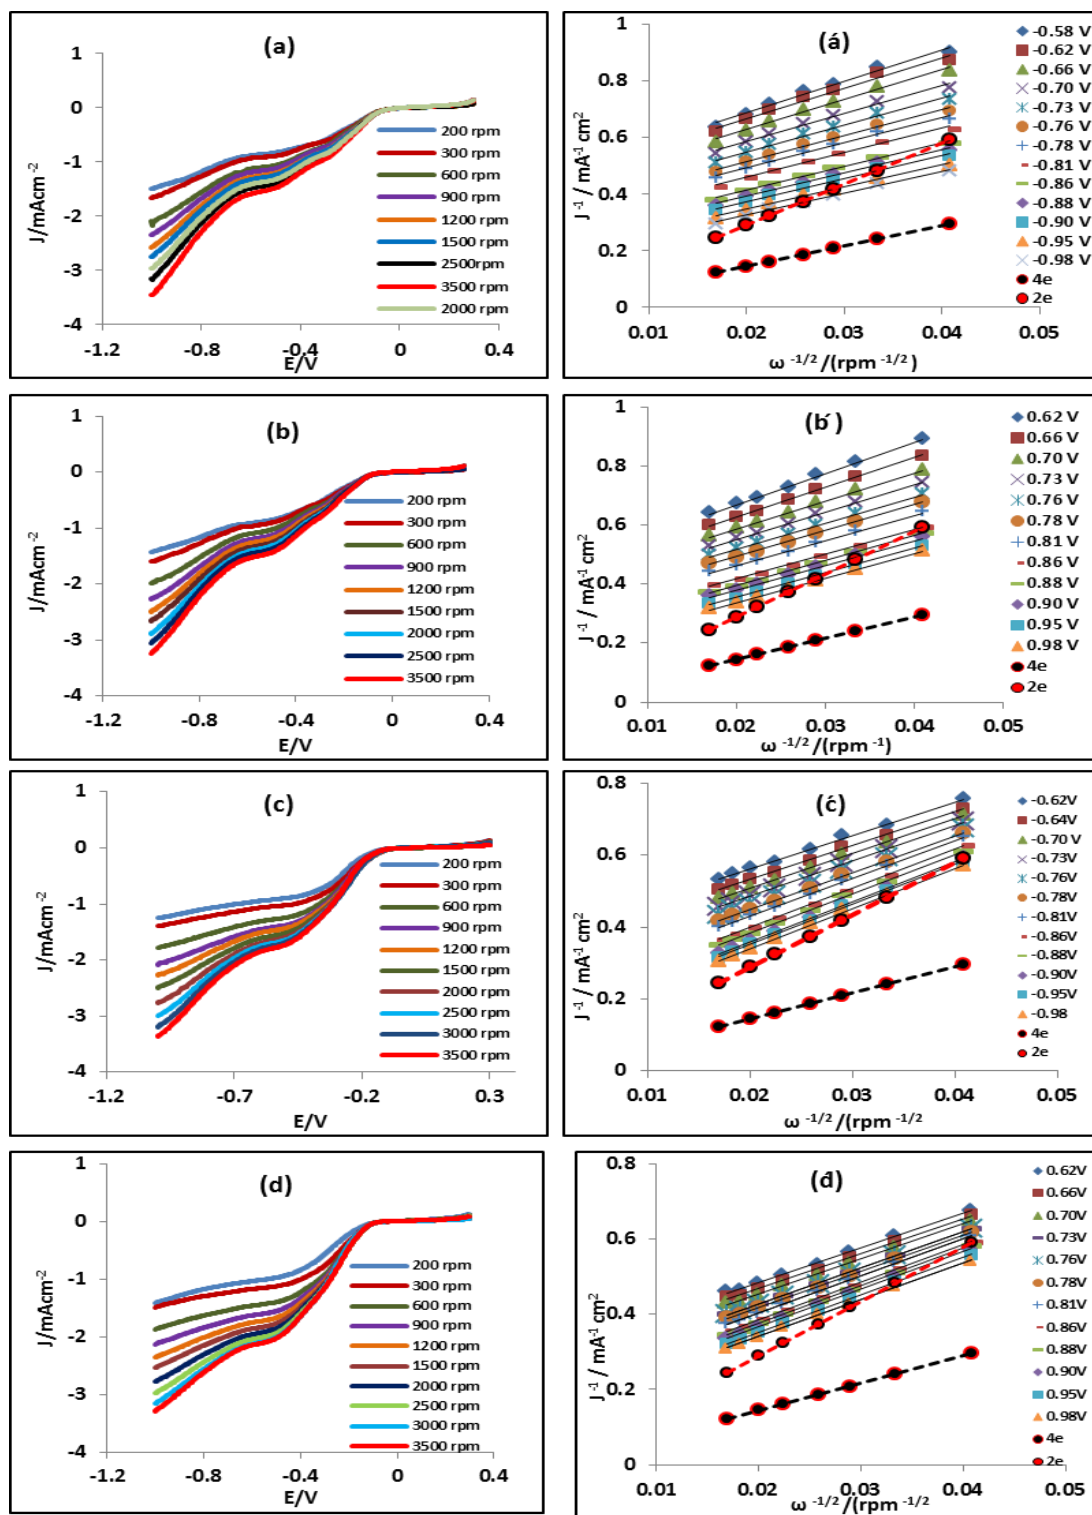 (a)
J/mAcm-2
1
0
-1
-2
-3
-4
-1.2
-0.8
-0.4
0
0.4
E/V
200 rpm
300 rpm
600 rpm
900 rpm
1200 rpm
1500 rpm
2500rpm
3500 rpm
2000 rpm
(á)
J -1 / mA-1 cm2
1
0.8
0.6
0.4
0.2
0
0.01
0.02
0.03
0.04
0.05
ω -1/2 /(rpm -1/2)
-0.58 V
-0.62 V
-0.66 V
-0.70 V
-0.73 V
-0.76 V
-0.78 V
-0.81 V
-0.86 V
-0.88 V
-0.90 V
-0.95 V
-0.98 V
4e
2e
(b)
J/mAcm-2
1
0
-1
-2
-3
-4
-1.2
-0.8
-0.4
0
0.4
E/V
200 rpm
300 rpm
600 rpm
900 rpm
1200 rpm
1500 rpm
2000 rpm
2500 rpm
3500 rpm
(b́)
J -1 / mA-1 cm2
1
0.8
0.6
0.4
0.2
0
0.01
0.02
0.03
0.04
0.05
ω -1/2 /(rpm -1)
0.62 V
0.66 V
0.70 V
0.73 V
0.76 V
0.78 V
0.81 V
0.86 V
0.88 V
0.90 V
0.95 V
0.98 V
4e
2e
(c)
J/mAcm-2
1
0
-1
-2
-3
-4
-1.2
-0.7
-0.2
0.3
E/V
200 rpm
300 rpm
600 rpm
900 rpm
1200 rpm
1500 rpm
2000 rpm
2500 rpm
3000 rpm
3500 rpm
(ć)
J -1 / mA-1 cm2
0.8
0.6
0.4
0.2
0
0.01
0.02
0.03
0.04
0.05
ω -1/2 /(rpm -1/2
-0.62V
-0.64V
-0.70 V
-0.73V
-0.76V
-0.78V
-0.81V
-0.86V
-0.88V
-0.90V
-0.95V
-0.98
4e
2e
(d)
J/mAcm-2
1
0
-1
-2
-3
-4
-1.2
-0.8
-0.4
0
0.4
E/V
200 rpm
300 rpm
600 rpm
900 rpm
1200 rpm
1500 rpm
2000 rpm
2500 rpm
3000 rpm
3500 rpm
(d́)
J -1 / mA-1 cm2
0.8
0.6
0.4
0.2
0
0.01
0.02
0.03
0.04
0.05
ω -1/2 /(rpm -1/2
0.62V
0.66V
0.70V
0.73V
0.76V
0.78V
0.81V
0.86V
0.88V
0.90V
0.95V
0.98V
4e
2e